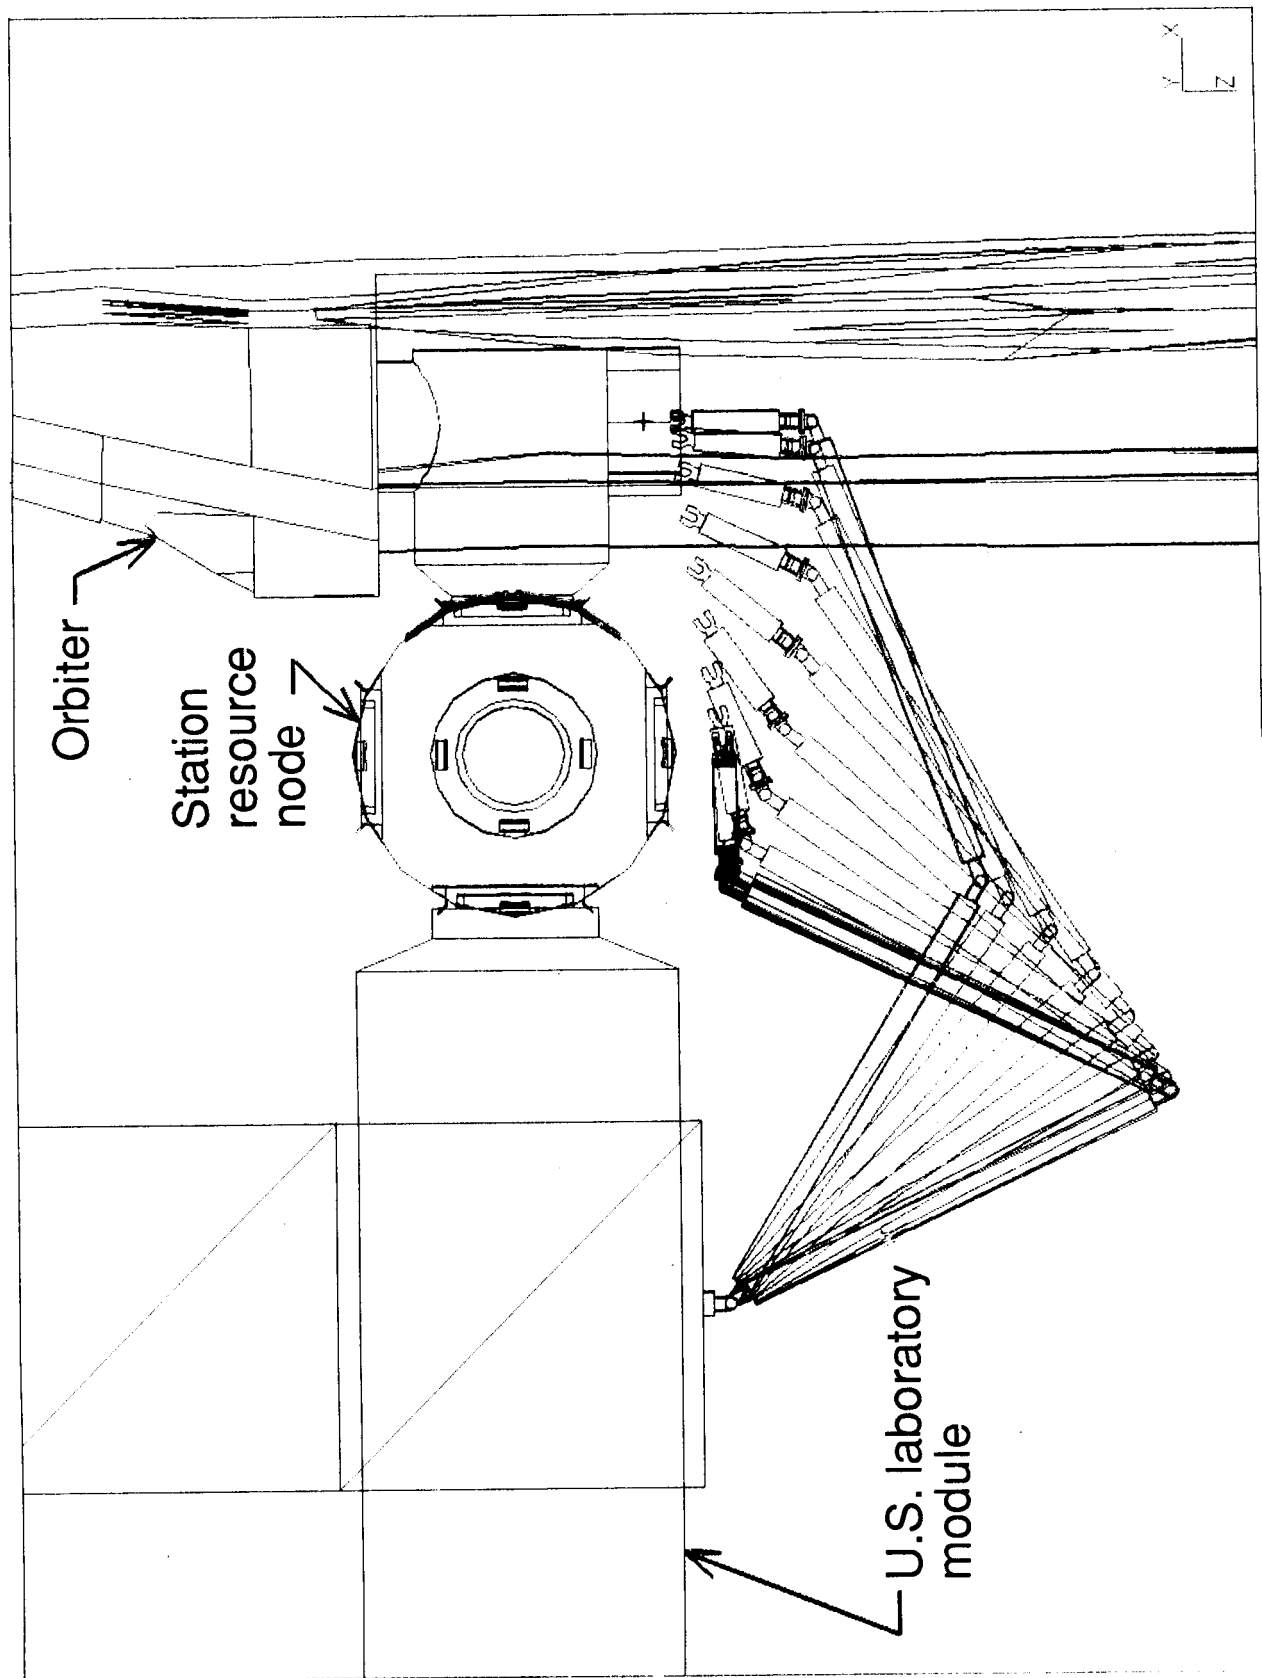 Orbiter
Station
resource
node
U.S. laboratory
module
X
Y
Z